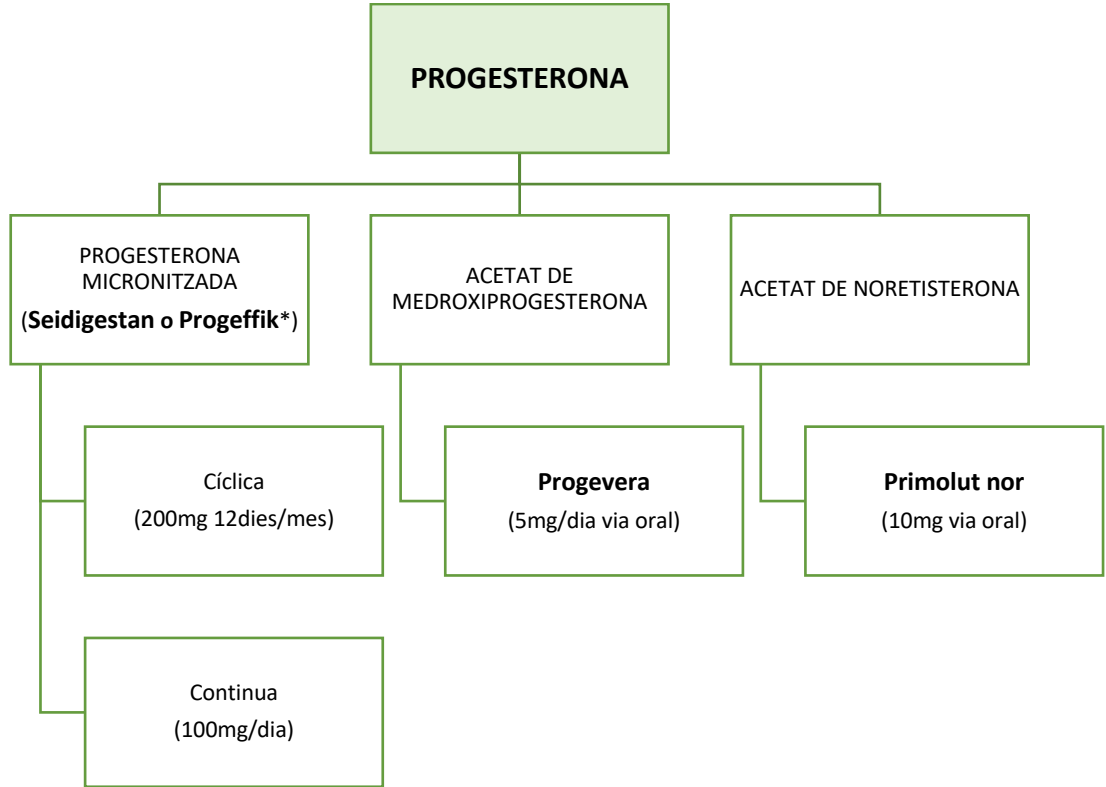 PROGESTERONA
PROGESTERONA
MICRONITZADA
(Seidigestan o Progeffik*)
ACETAT DE
MEDROXIPROGESTERONA
ACETAT DE NORETISTERONA
Cíclica
(200mg 12dies/mes)
Progevera
(5mg/dia via oral)
Primolut nor
(10mg via oral)
Continua
(100mg/dia)